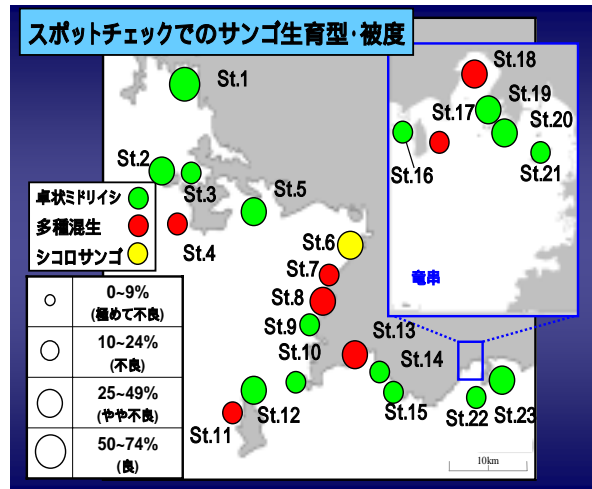 スポットチェックでのサンゴ生育型･被度
St.1
St.2
St.3
St.4
St.5
St.6
St.7
St.8
St.9
St.10
St.11
St.12
St.13
St.14
St.15
St.22
St.23
St.16
St.17
St.18
St.19
St.20
St.21
竜串
卓状ミドリイシ
多種混生
シコロサンゴ
0~9%
(極めて不良)
10~24%
(不良)
25~49%
(やや不良)
50~74%
(良)
10km